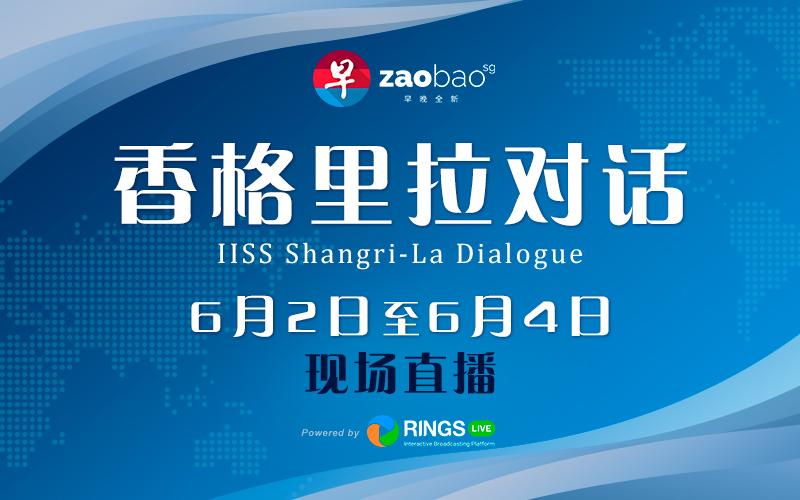 早 zaobao sg
早晚全新
香格里拉对话
IISS Shangri-La Dialogue
6月2日至6月4日
现场直播
Powered by RINGS LIVE
Interactive Broadcasting Platform